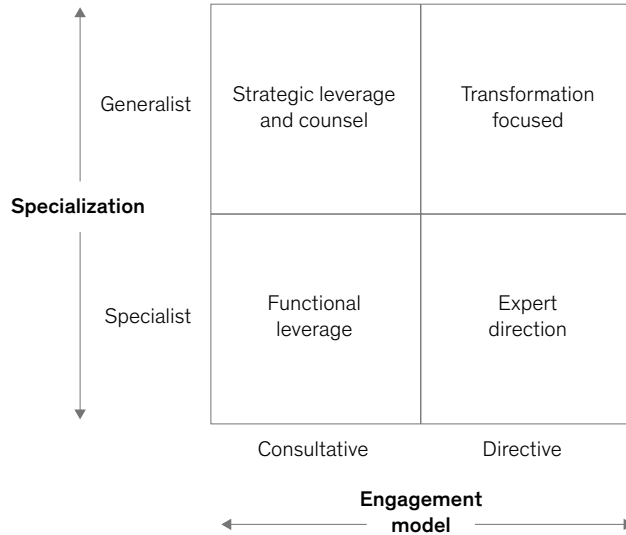 Generalist
Strategic leverage
and counsel
Transformation
focused
Specialization
Specialist
Functional
leverage
Expert
direction
Consultative
Directive
Engagement
model